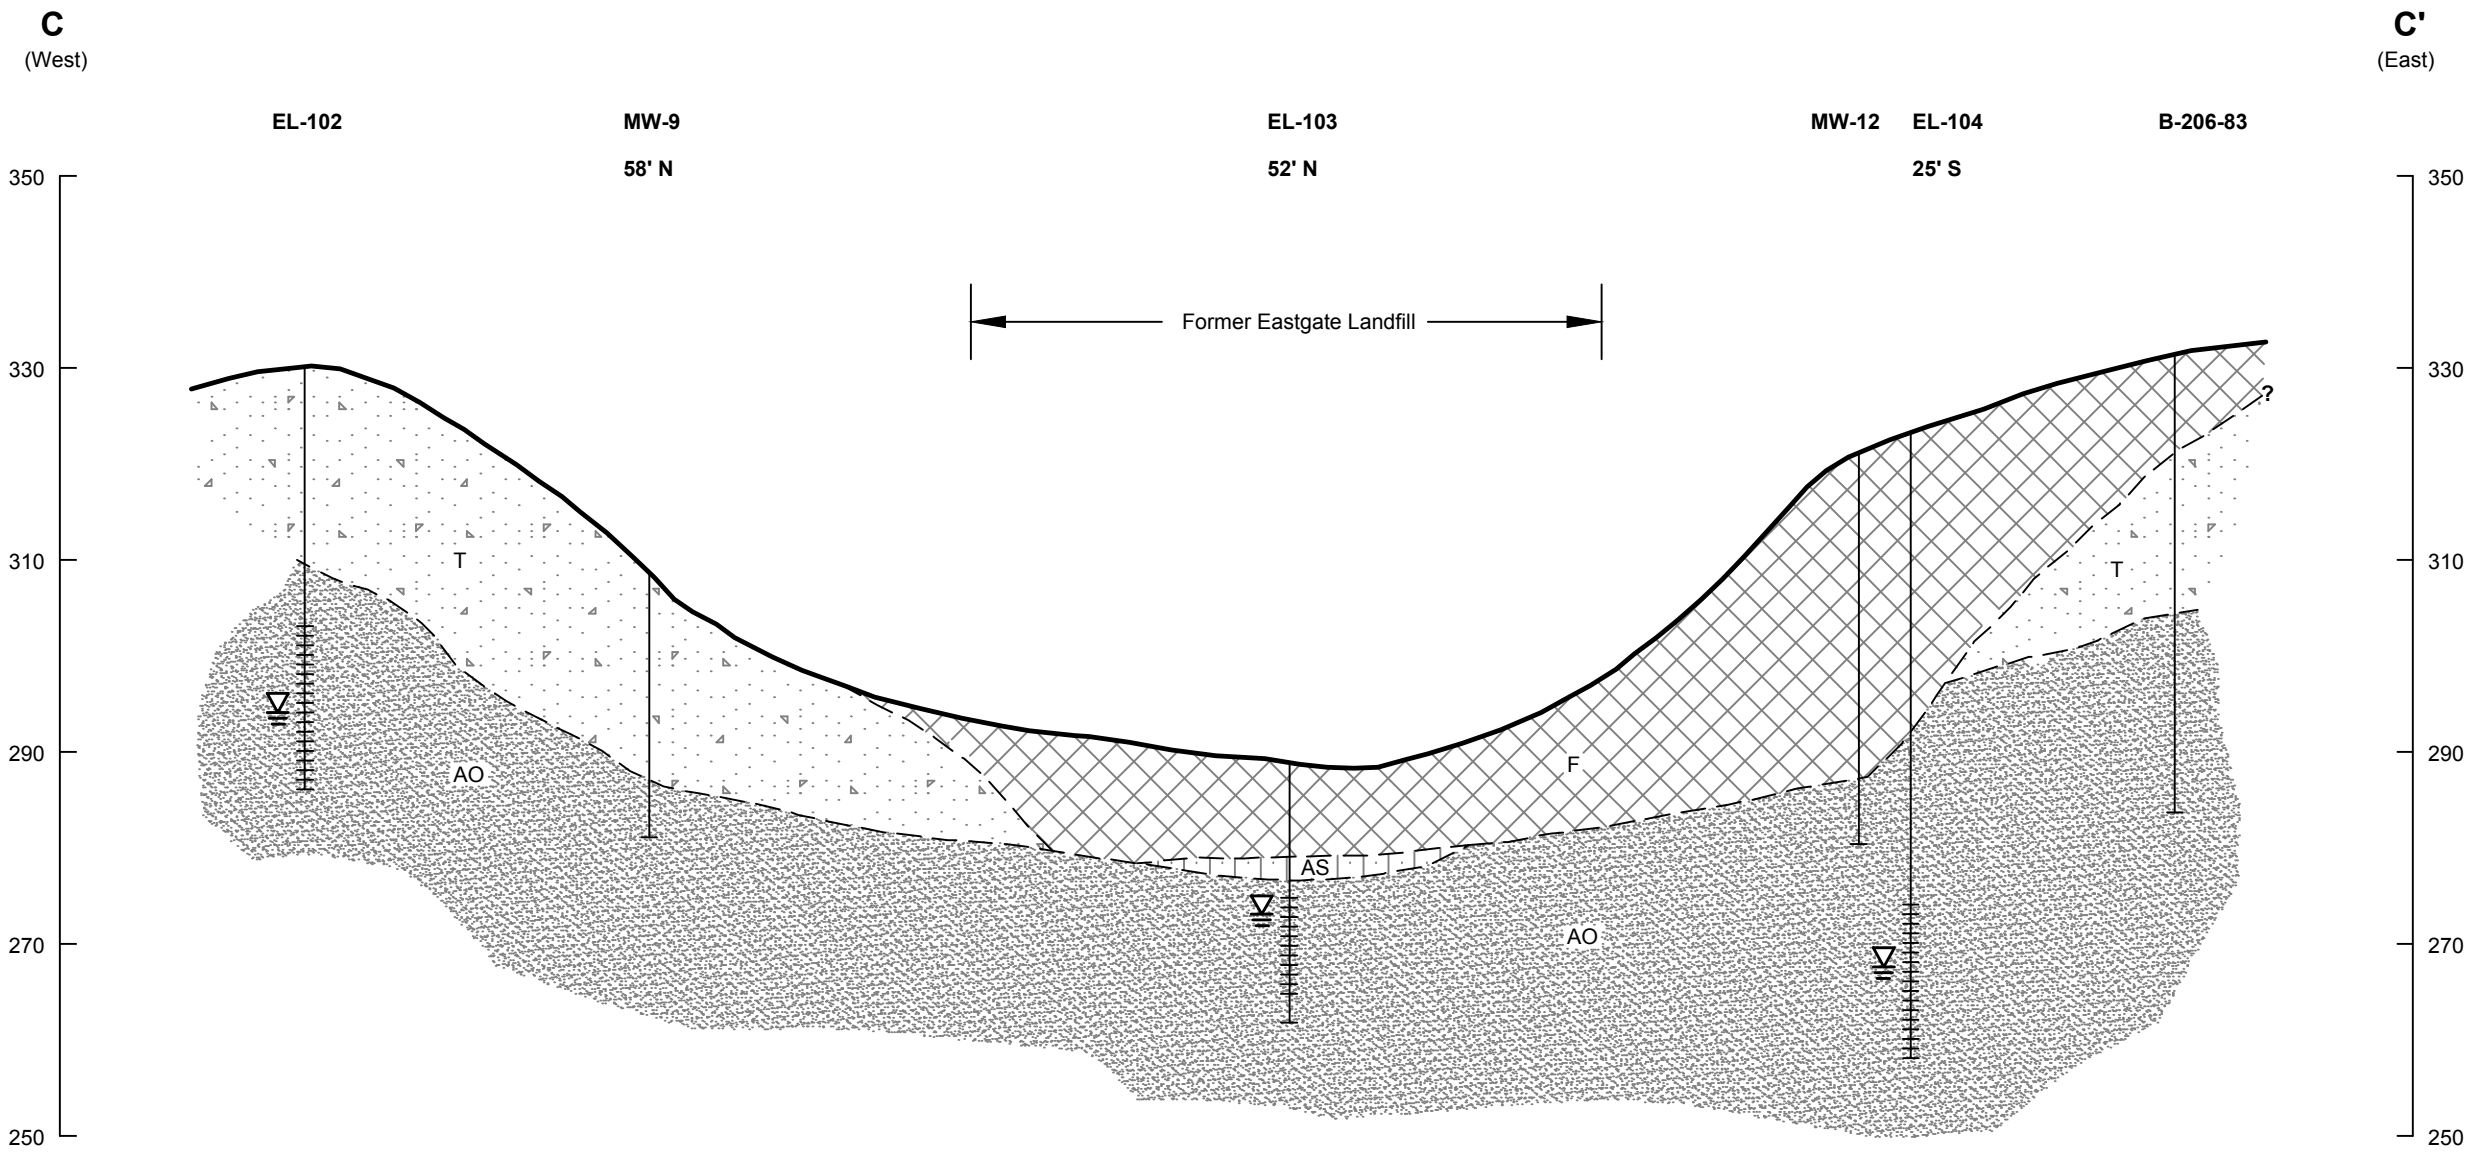 C
(West)
C'
(East)
EL-102
MW-9
58' N
EL-103
52' N
MW-12
EL-104
25' S
B-206-83
350
350
Former Eastgate Landfill
330
330
?
310
310
T
T
290
290
AO
F
AS
270
270
AO
250
250